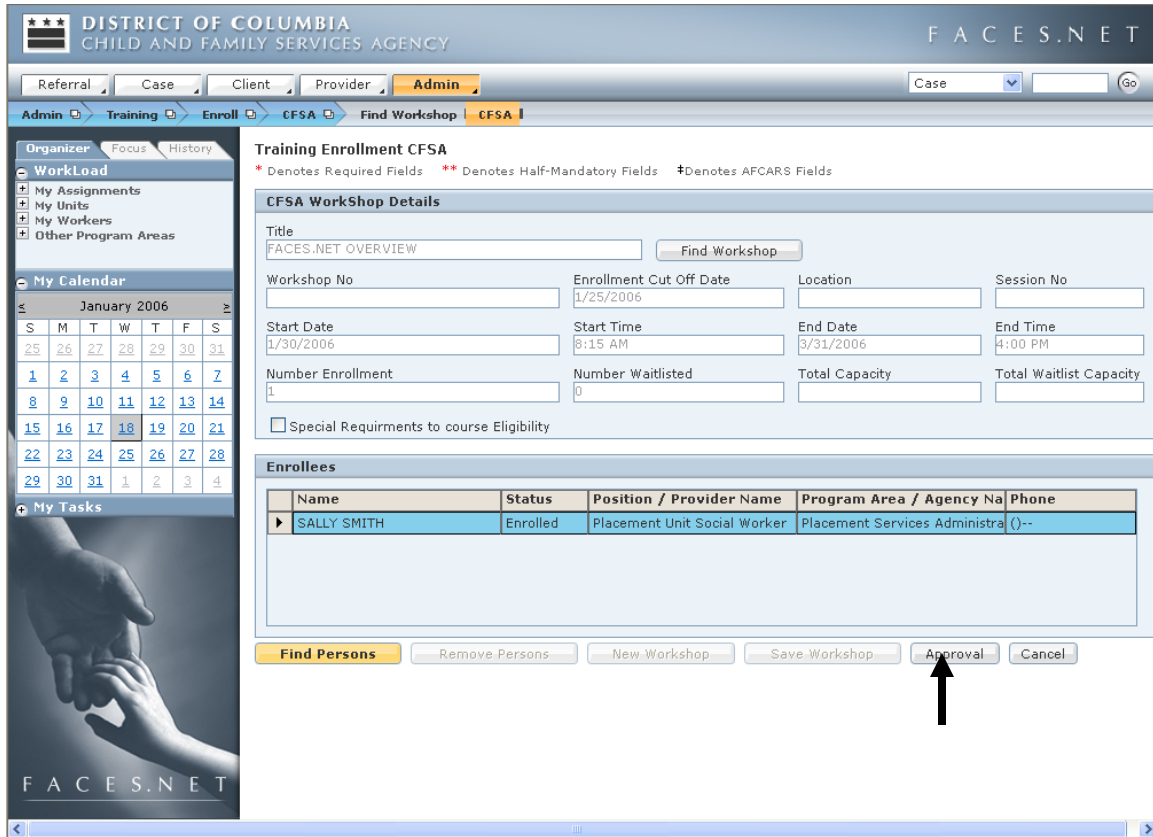 DISTRICT OF COLUMBIA
CHILD AND FAMILY SERVICES AGENCY
FACES.NET
Referral Case Client Provider Admin Case Go
Admin Training Enroll CFSA Find Workshop CFSA
Organizer Focus History
WorkLoad
My Assignments
My Units
My Workers
Other Program Areas
My Calendar
< January 2006 >
S M T W T F S
25 26 27 28 29 30 31
1 2 3 4 5 6 7
8 9 10 11 12 13 14
15 16 17 18 19 20 21
22 23 24 25 26 27 28
29 30 31 1 2 3 4
My Tasks
FACES.NET
Training Enrollment CFSA
* Denotes Required Fields ** Denotes Half-Mandatory Fields ‡Denotes AFCARS Fields
CFSA WorkShop Details
Title
FACES.NET OVERVIEW Find Workshop
Workshop No Enrollment Cut Off Date Location Session No
1/25/2006
Start Date Start Time End Date End Time
1/30/2006 8:15 AM 3/31/2006 4:00 PM
Number Enrollment Number Waitlisted Total Capacity Total Waitlist Capacity
1 0
Special Requirments to course Eligibility
Enrollees
Name Status Position / Provider Name Program Area / Agency Na Phone
SALLY SMITH Enrolled Placement Unit Social Worker Placement Services Administra ()--
Find Persons Remove Persons New Workshop Save Workshop Approval Cancel